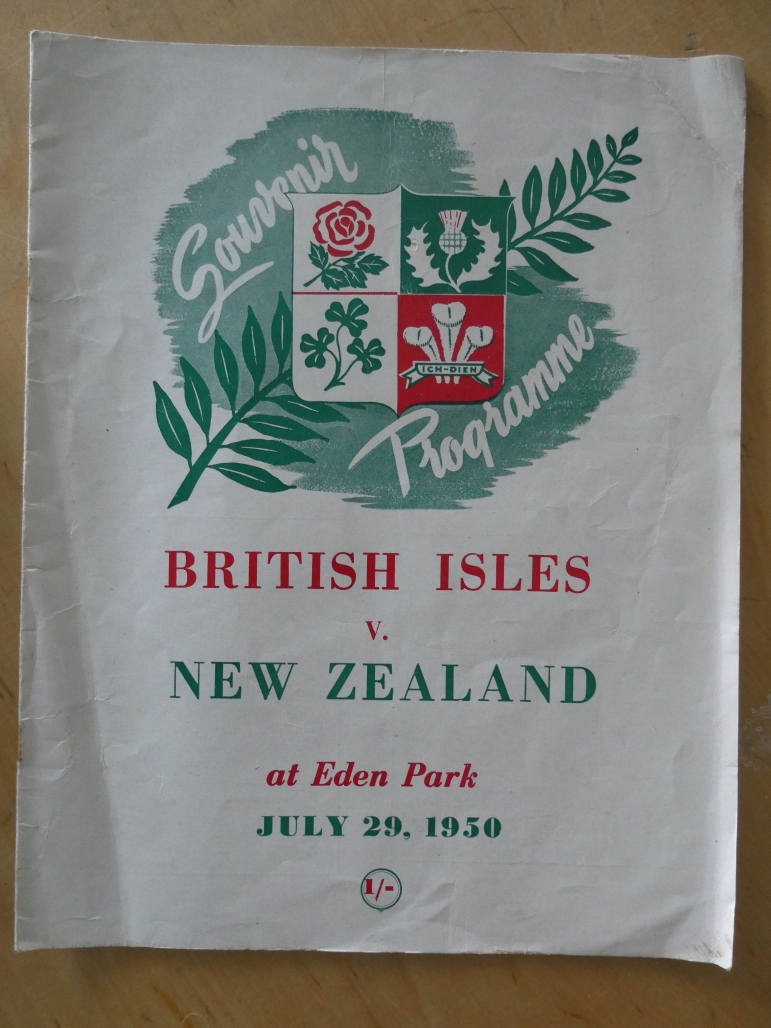 Souvenir
ICH-DIEN
Programme
BRITISH ISLES
v.
NEW ZEALAND
at Eden Park
JULY 29, 1950
1/-